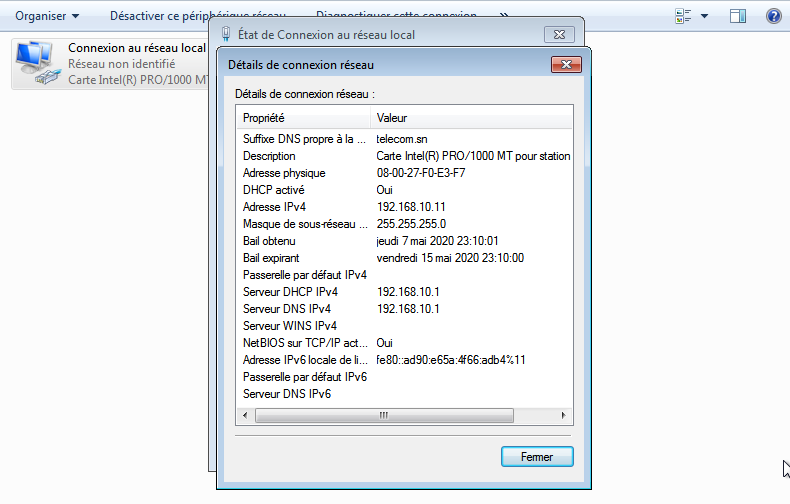 Organiser Désactiver ce périphérique réseau Diagnostiquer cette connexion »
État de Connexion au réseau local
Connexion au réseau local
Réseau non identifié
Carte Intel(R) PRO/1000 MT
Détails de connexion réseau
Détails de connexion réseau :
Propriété Valeur
Suffixe DNS propre à la ... telecom.sn
Description Carte Intel(R) PRO/1000 MT pour station
Adresse physique 08-00-27-F0-E3-F7
DHCP activé Oui
Adresse IPv4 192.168.10.11
Masque de sous-réseau ... 255.255.255.0
Bail obtenu jeudi 7 mai 2020 23:10:01
Bail expirant vendredi 15 mai 2020 23:10:00
Passerelle par défaut IPv4
Serveur DHCP IPv4 192.168.10.1
Serveur DNS IPv4 192.168.10.1
Serveur WINS IPv4
NetBIOS sur TCP/IP act... Oui
Adresse IPv6 locale de li... fe80::ad90:e65a:4f66:adb4%11
Passerelle par défaut IPv6
Serveur DNS IPv6
Fermer